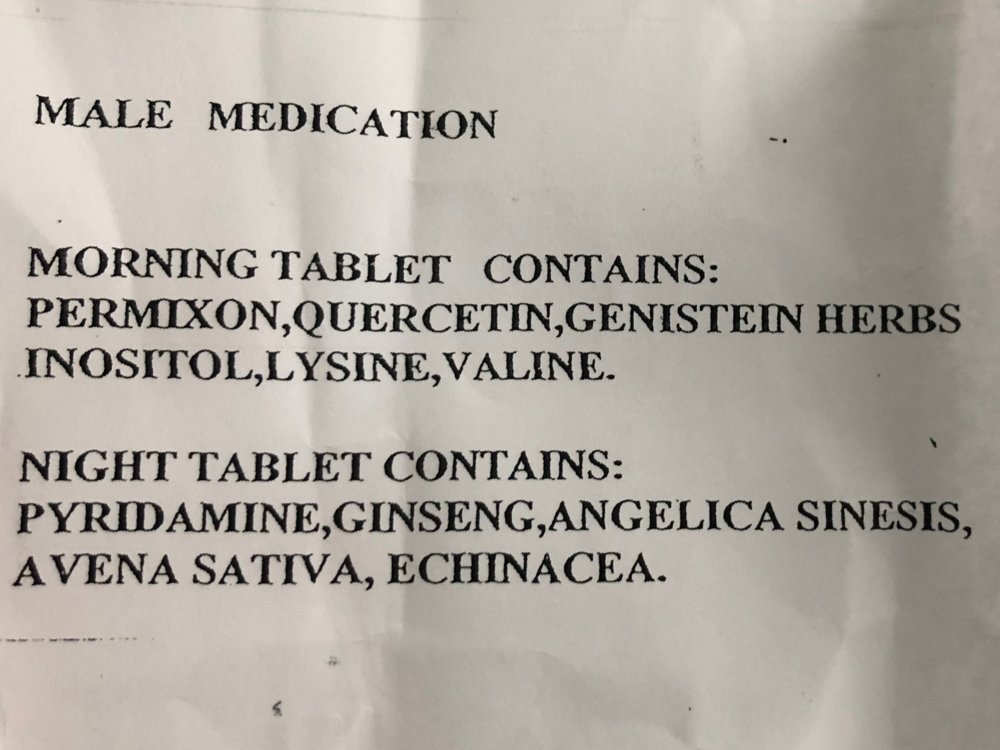 MALE MEDICATION
MORNING TABLET CONTAINS:
PERMIXON,QUERCETIN,GENISTEIN HERBS
INOSITOL,LYSINE,VALINE.
NIGHT TABLET CONTAINS:
PYRIDAMINE,GINSENG,ANGELICA SINESIS,
AVENA SATIVA, ECHINACEA.